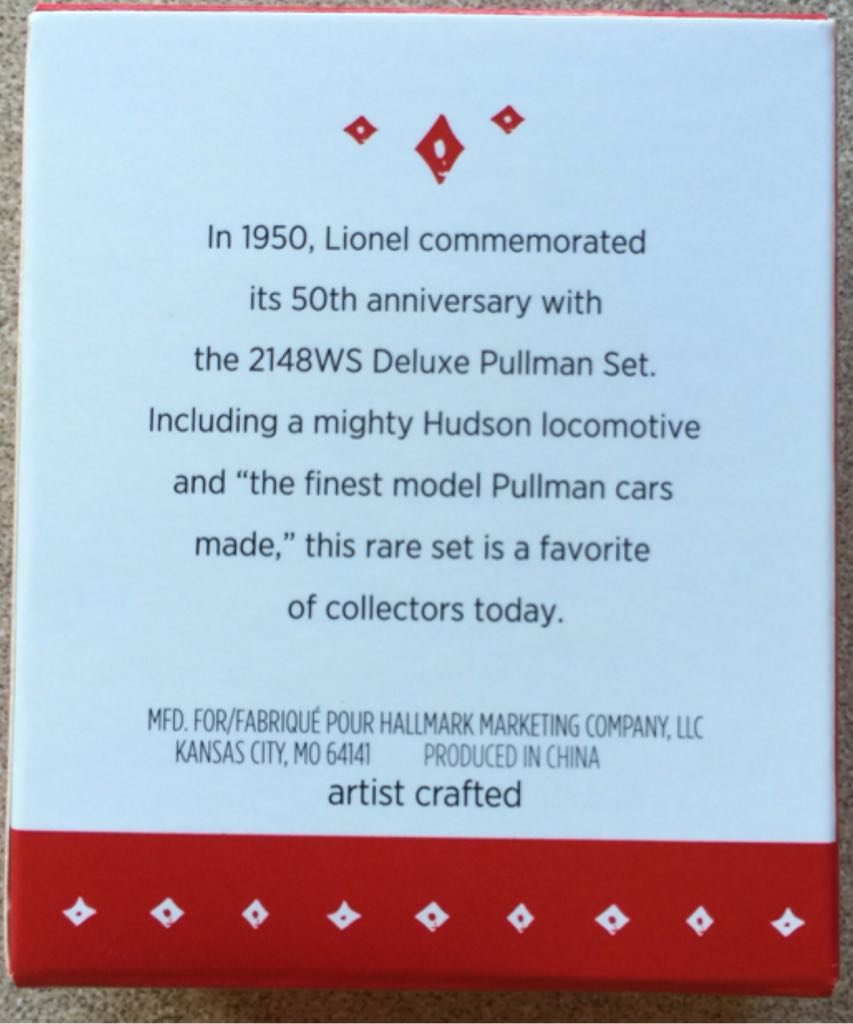 In 1950, Lionel commemorated
its 50th anniversary with
the 2148WS Deluxe Pullman Set.
Including a mighty Hudson locomotive
and “the finest model Pullman cars
made,” this rare set is a favorite
of collectors today.
MFD. FOR/FABRIQUÉ POUR HALLMARK MARKETING COMPANY, LLC
KANSAS CITY, MO 64141 PRODUCED IN CHINA
artist crafted